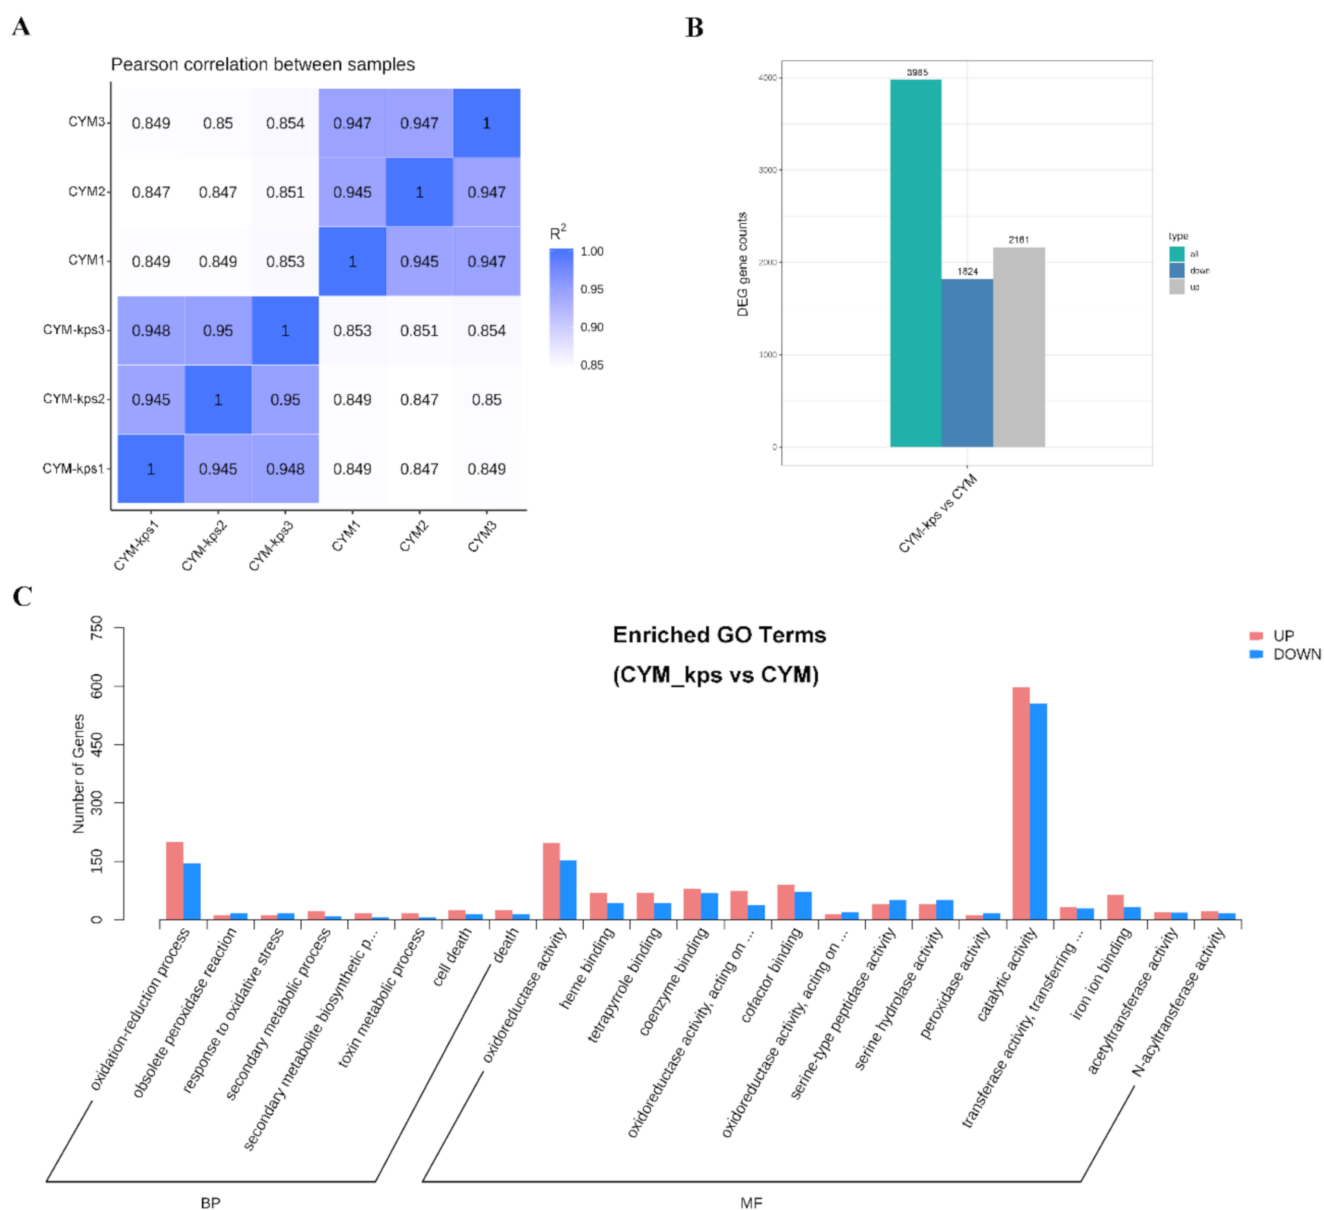 A
Pearson correlation between samples
CYM3 0.849 0.85 0.854 0.947 0.947 1
CYM2 0.847 0.847 0.851 0.945 1 0.947
CYM1 0.849 0.849 0.853 1 0.945 0.947
CYM-kps3 0.948 0.95 1 0.853 0.851 0.854
CYM-kps2 0.945 1 0.95 0.849 0.847 0.85
CYM-kps1 1 0.945 0.948 0.849 0.847 0.849
CYM-kps1 CYM-kps2 CYM-kps3 CYM1 CYM2 CYM3
R²
1.00
0.95
0.90
0.85
B
DEG gene counts
4000
3000
2000
1000
0
3985
1824
2161
CYM-kps vs CYM
type
all
down
up
C
Enriched GO Terms
(CYM_kps vs CYM)
UP
DOWN
Number of Genes
750
600
450
300
150
0
oxidation-reduction process
obsolete peroxidase reaction
response to oxidative stress
secondary metabolic process
secondary metabolite biosynthetic p...
toxin metabolic process
cell death
death
oxidoreductase activity
heme binding
tetrapyrrole binding
coenzyme binding
oxidoreductase activity, acting on ...
cofactor binding
oxidoreductase activity, acting on ...
serine-type peptidase activity
serine hydrolase activity
peroxidase activity
catalytic activity
transferase activity, transferring ...
iron ion binding
acetyltransferase activity
N-acyltransferase activity
BP
MF